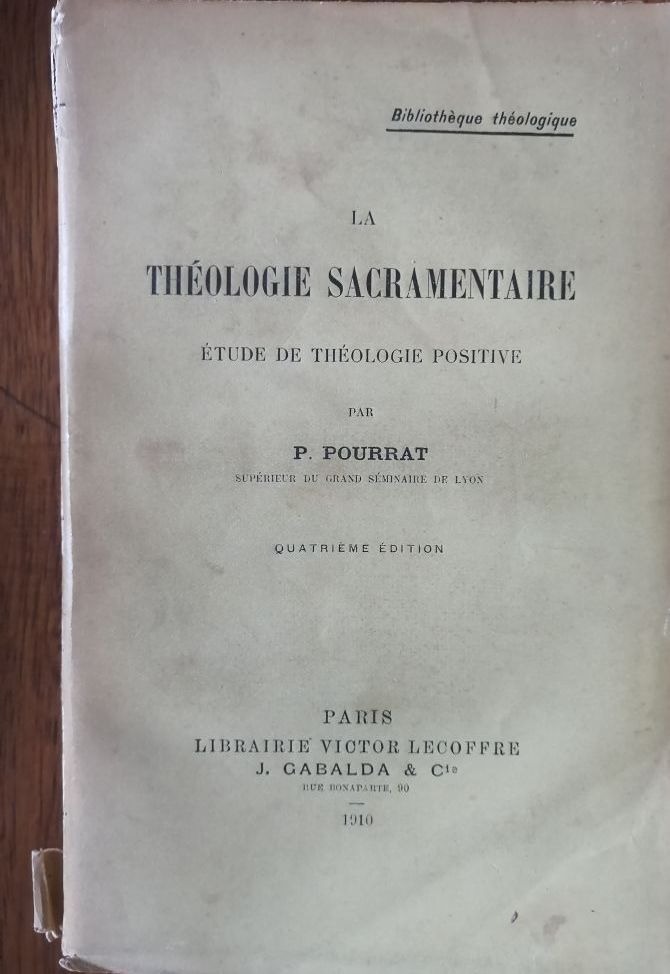 Bibliothèque théologique
LA
THÉOLOGIE SACRAMENTAIRE
ÉTUDE DE THÉOLOGIE POSITIVE
PAR
P. POURRAT
SUPÉRIEUR DU GRAND SÉMINAIRE DE LYON
QUATRIÈME ÉDITION
PARIS
LIBRAIRIE VICTOR LECOFFRE
J. GABALDA & Cie
RUE BONAPARTE, 90
1910